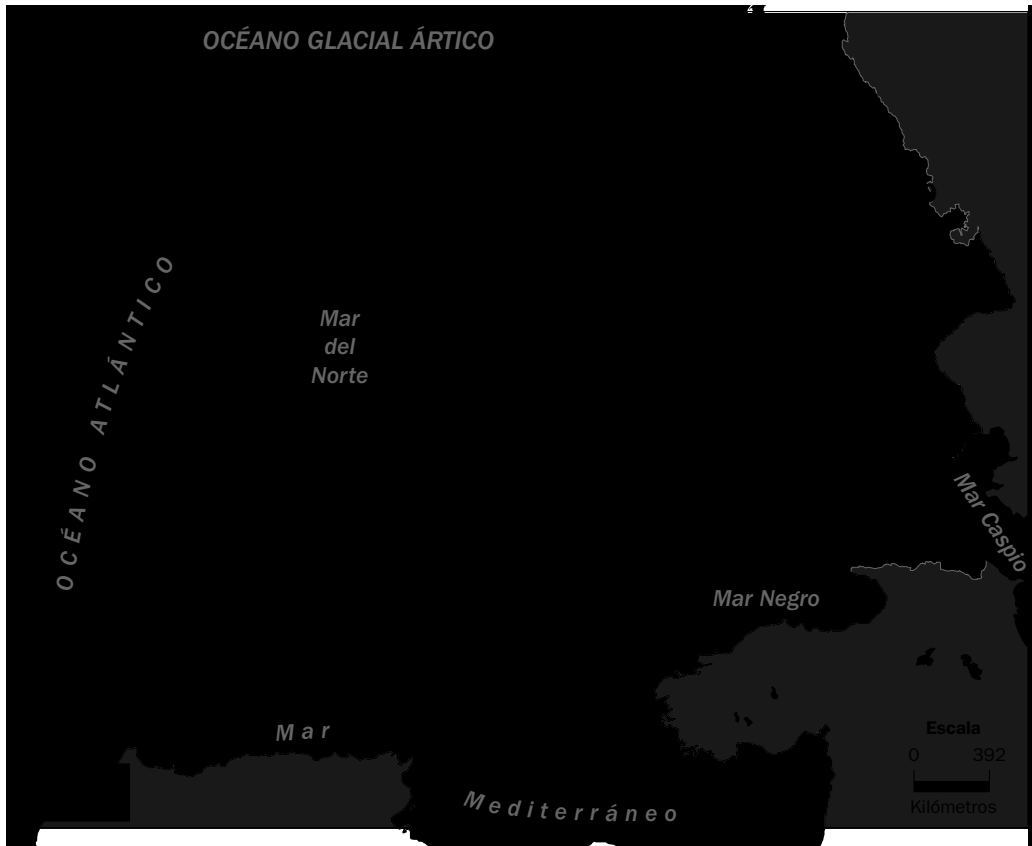 OCÉANO GLACIAL ÁRTICO
OCÉANO ATLÁNTICO
Mar
del
Norte
Mar Caspio
Mar Negro
Mar
Mediterráneo
Escala
0 392
Kilómetros